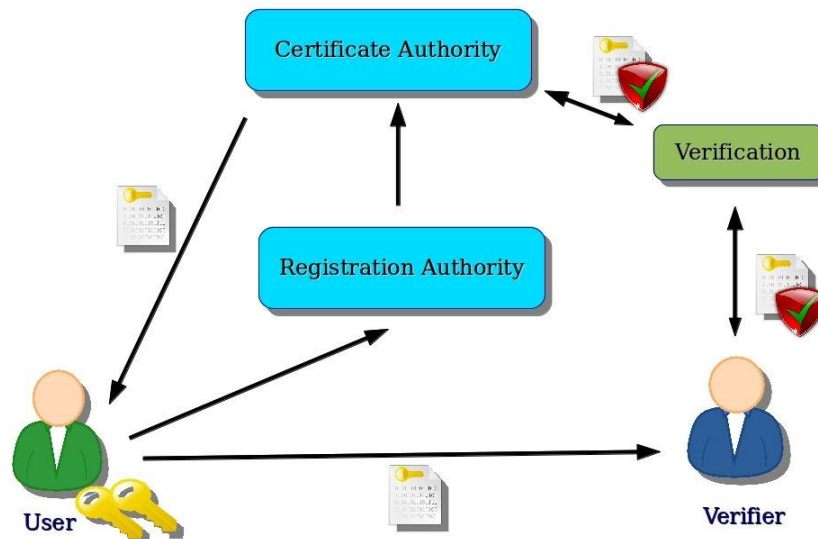 Certificate Authority
Verification
Registration Authority
User
Verifier